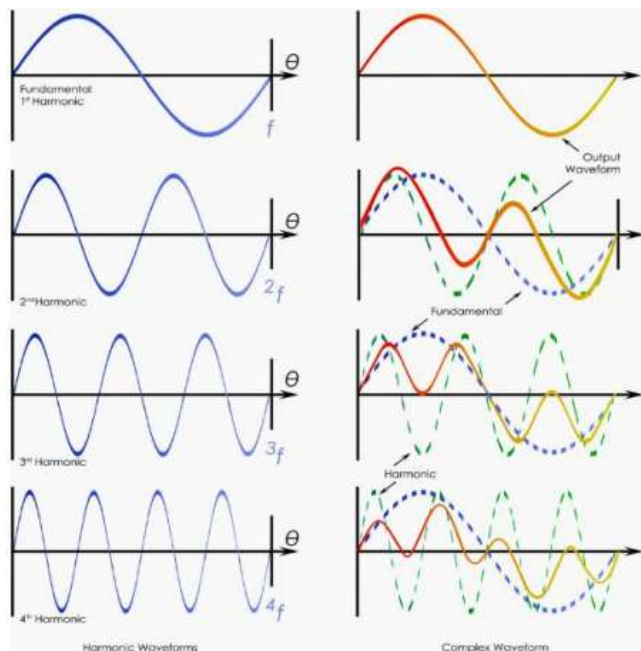 θ
Fundamental
1st Harmonic
f
Output
Waveform
θ
2f
2nd Harmonic
Fundamental
θ
3f
3rd Harmonic
Harmonic
θ
4f
4th Harmonic
Harmonic Waveforms
Complex Waveform